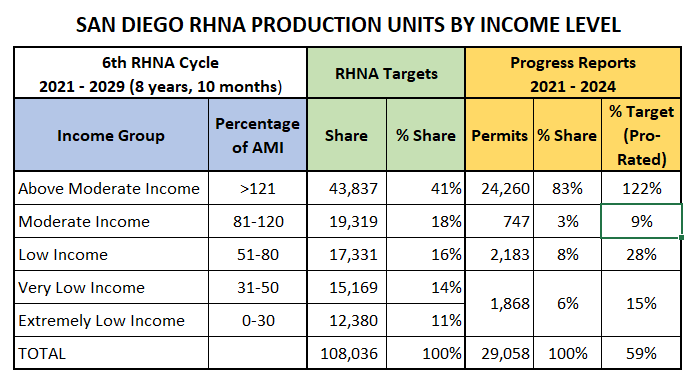 SAN DIEGO RHNA PRODUCTION UNITS BY INCOME LEVEL
6th RHNA Cycle
2021 - 2029 (8 years, 10 months)
RHNA Targets
Progress Reports
2021 - 2024
Income Group
Percentage
of AMI
Share
% Share
Permits
% Share
% Target
(Pro-
Rated)
Above Moderate Income >121 43,837 41% 24,260 83% 122%
Moderate Income 81-120 19,319 18% 747 3% 9%
Low Income 51-80 17,331 16% 2,183 8% 28%
Very Low Income 31-50 15,169 14%
Extremely Low Income 0-30 12,380 11%
1,868 6% 15%
TOTAL 108,036 100% 29,058 100% 59%